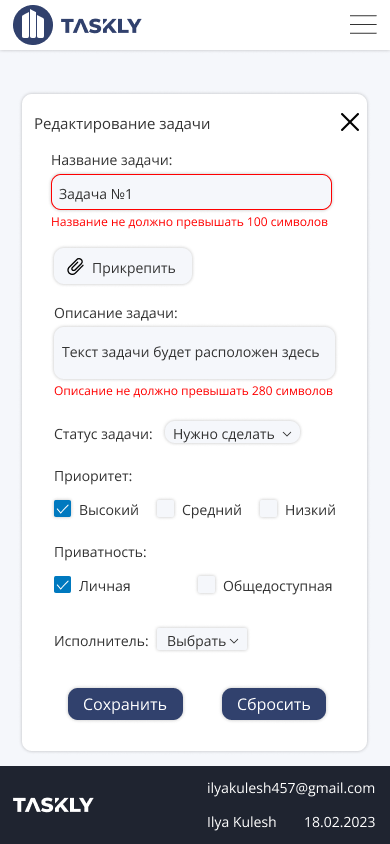 TASKLY
Редактирование задачи
Название задачи:
Задача №1
Название не должно превышать 100 символов
Прикрепить
Описание задачи:
Текст задачи будет расположен здесь
Описание не должно превышать 280 символов
Статус задачи: Нужно сделать
Приоритет:
Высокий Средний Низкий
Приватность:
Личная Общедоступная
Исполнитель: Выбрать
Сохранить Сбросить
ilyakulesh457@gmail.com
TASKLY
Ilya Kulesh 18.02.2023